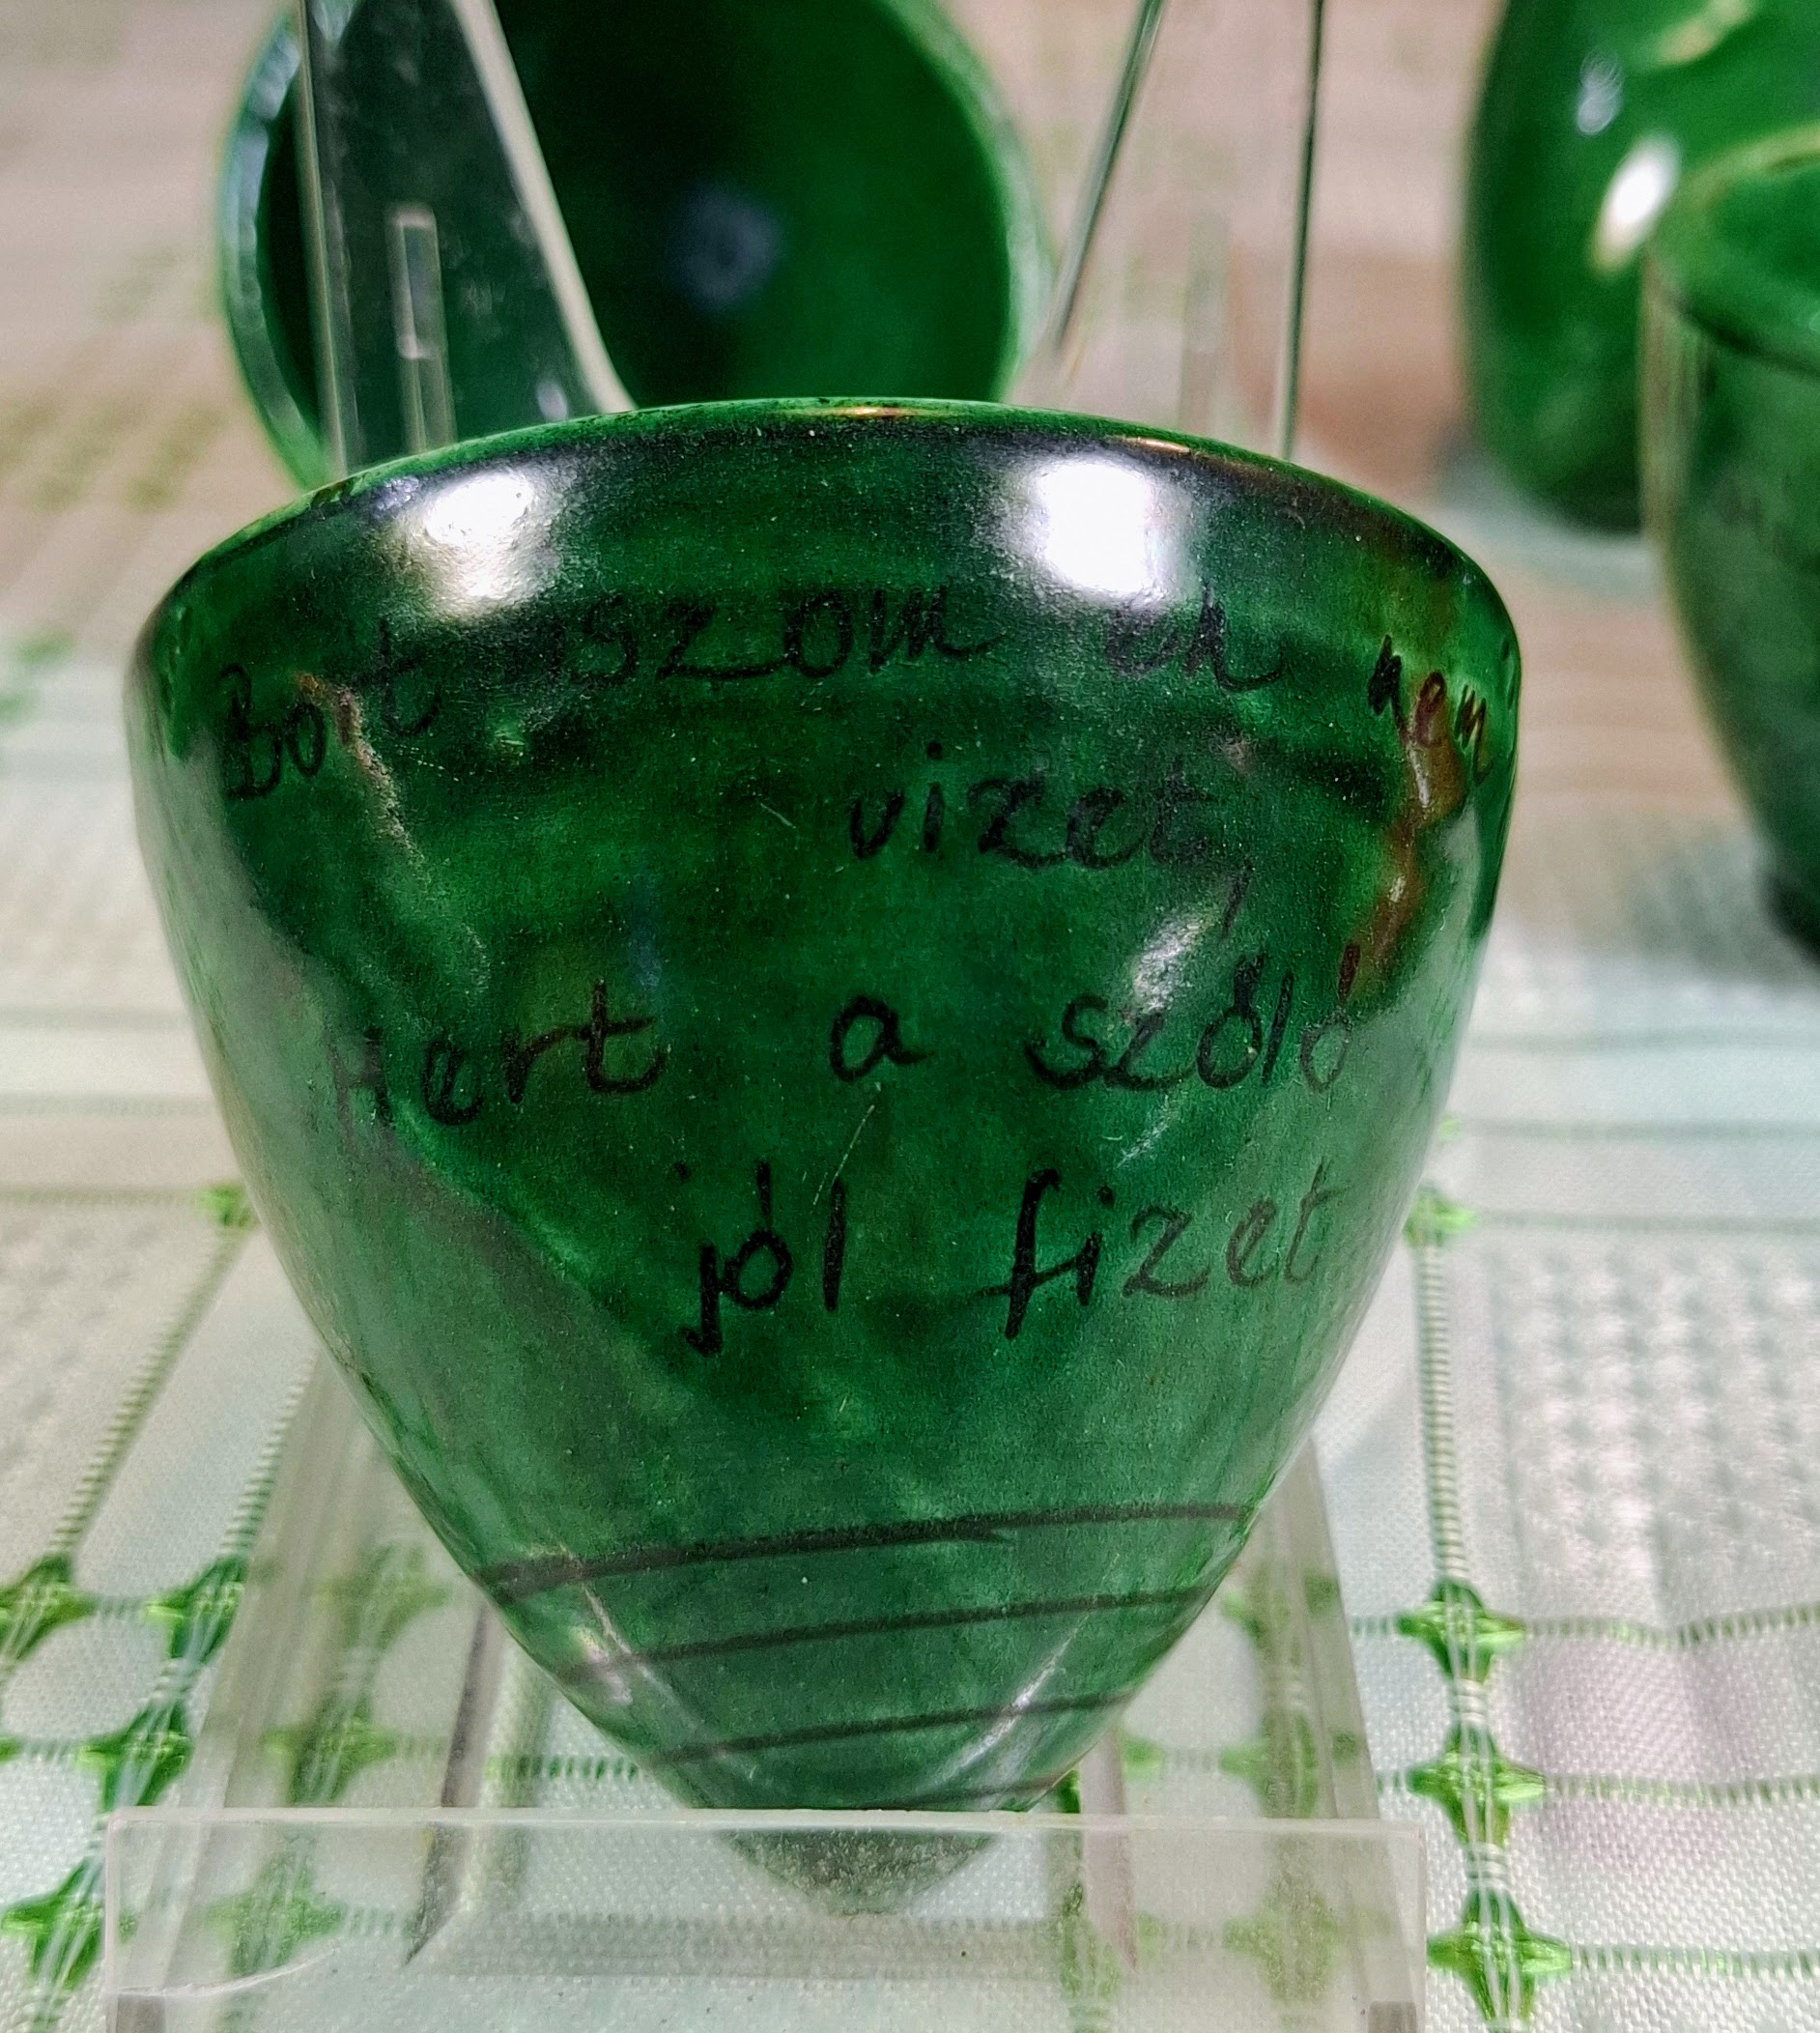 Bort iszom én nem
vizet,
Mert a szőlő
jól fizet